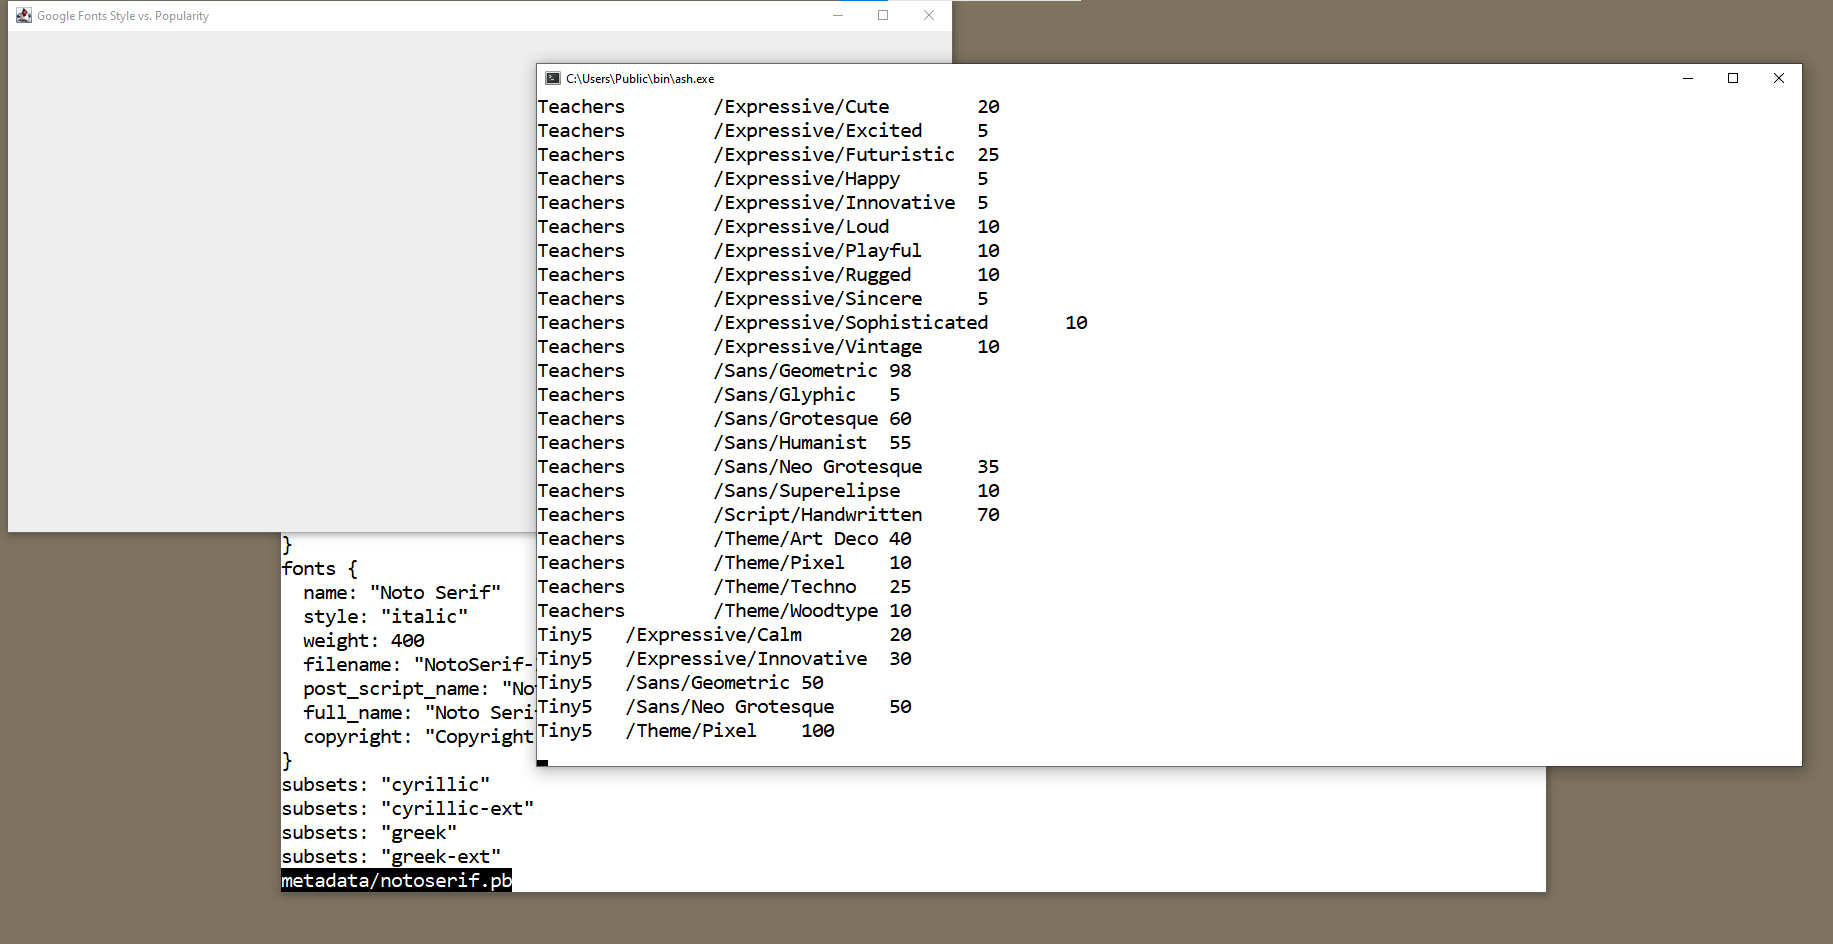 Google Fonts Style vs. Popularity
C:\Users\Public\bin\ash.exe
Teachers /Expressive/Cute 20
Teachers /Expressive/Excited 5
Teachers /Expressive/Futuristic 25
Teachers /Expressive/Happy 5
Teachers /Expressive/Innovative 5
Teachers /Expressive/Loud 10
Teachers /Expressive/Playful 10
Teachers /Expressive/Rugged 10
Teachers /Expressive/Sincere 5
Teachers /Expressive/Sophisticated 10
Teachers /Expressive/Vintage 10
Teachers /Sans/Geometric 98
Teachers /Sans/Glyphic 5
Teachers /Sans/Grotesque 60
Teachers /Sans/Humanist 55
Teachers /Sans/Neo Grotesque 35
Teachers /Sans/Superelipse 10
Teachers /Script/Handwritten 70
Teachers /Theme/Art Deco 40
Teachers /Theme/Pixel 10
Teachers /Theme/Techno 25
Teachers /Theme/Woodtype 10
Tiny5 /Expressive/Calm 20
Tiny5 /Expressive/Innovative 30
Tiny5 /Sans/Geometric 50
Tiny5 /Sans/Neo Grotesque 50
Tiny5 /Theme/Pixel 100
}
fonts {
name: "Noto Serif"
style: "italic"
weight: 400
filename: "NotoSerif-
post_script_name: "No
full_name: "Noto Seri
copyright: "Copyright
}
subsets: "cyrillic"
subsets: "cyrillic-ext"
subsets: "greek"
subsets: "greek-ext"
metadata/notoserif.pb